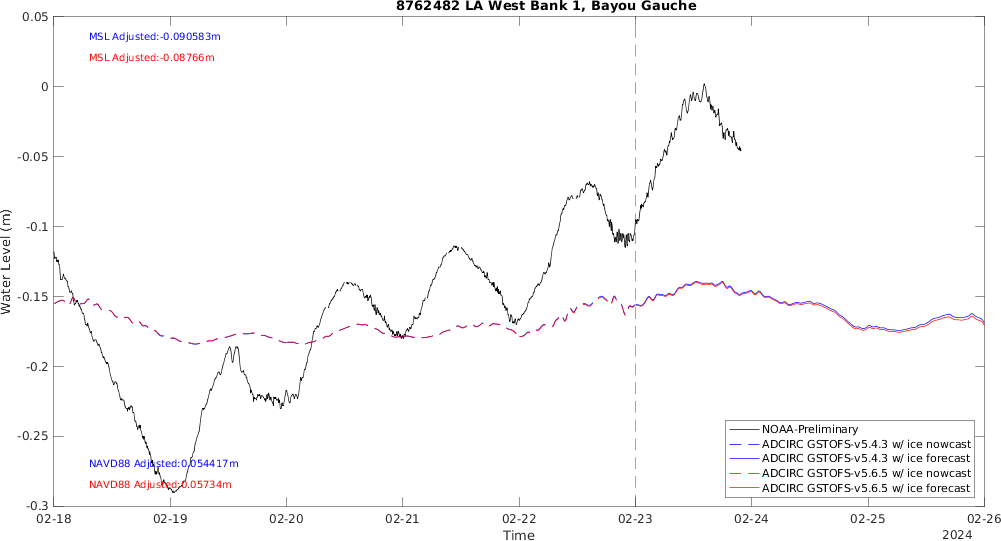 8762482 LA West Bank 1, Bayou Gauche
0.05
MSL Adjusted:-0.090583m
MSL Adjusted:-0.08766m
0
-0.05
-0.1
-0.15
-0.2
-0.25
-0.3
Water Level (m)
NAVD88 Adjusted:0.054417m
NAVD88 Adjusted:0.05734m
NOAA-Preliminary
ADCIRC GSTOFS-v5.4.3 w/ ice nowcast
ADCIRC GSTOFS-v5.4.3 w/ ice forecast
ADCIRC GSTOFS-v5.6.5 w/ ice nowcast
ADCIRC GSTOFS-v5.6.5 w/ ice forecast
02-18 02-19 02-20 02-21 02-22 02-23 02-24 02-25 02-26
Time
2024